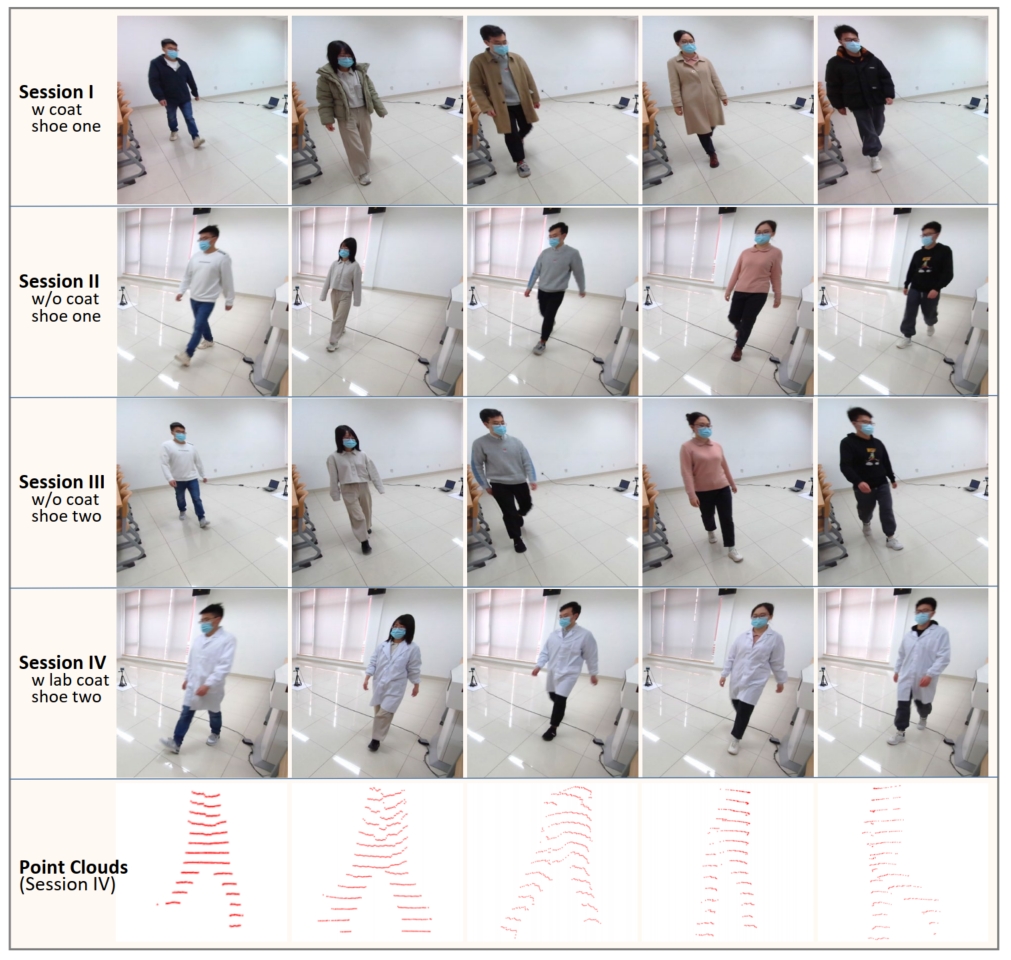 Session I
w coat
shoe one
Session II
w/o coat
shoe one
Session III
w/o coat
shoe two
Session IV
w lab coat
shoe two
Point Clouds
(Session IV)